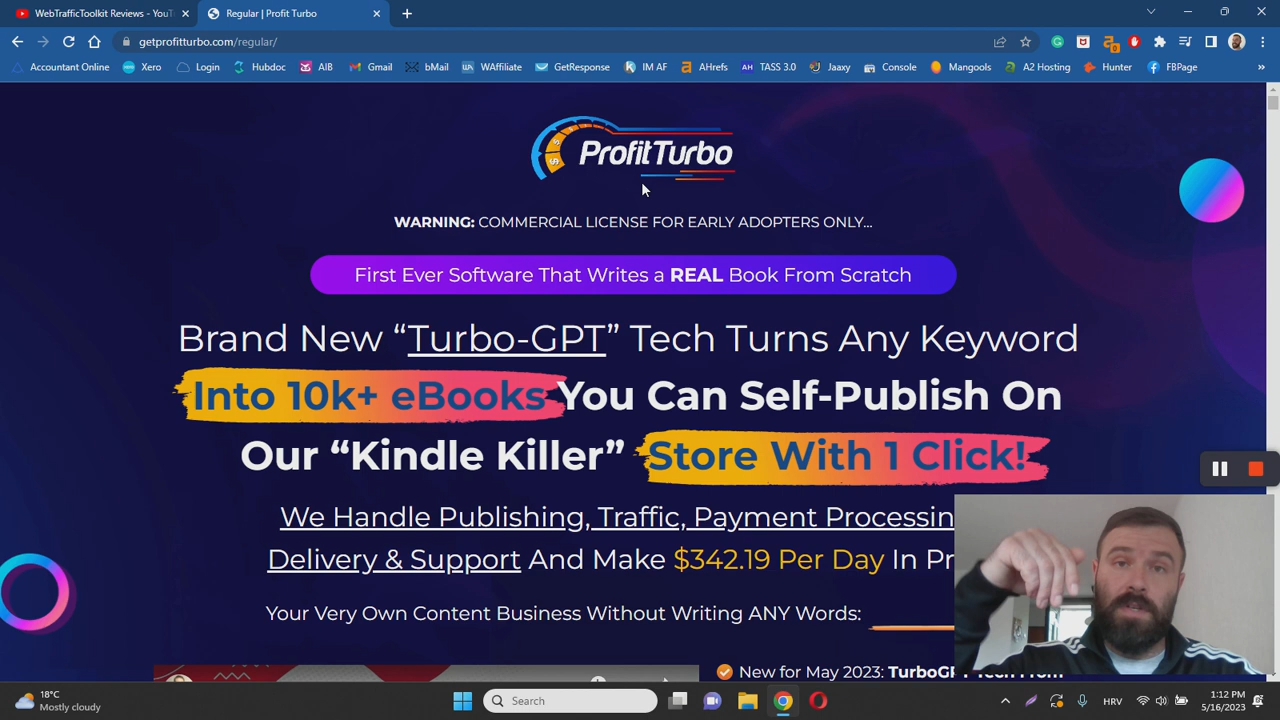 WebTrafficToolkit Reviews - YouT
Regular | Profit Turbo
getprofitturbo.com/regular/
Accountant Online
Xero
Login
Hubdoc
AIB
Gmail
bMail
WAffiliate
GetResponse
IM AF
AHrefs
TASS 3.0
Jaaxy
Console
Mangools
A2 Hosting
Hunter
FBPage
ProfitTurbo
WARNING: COMMERCIAL LICENSE FOR EARLY ADOPTERS ONLY...
First Ever Software That Writes a REAL Book From Scratch
Brand New “Turbo-GPT” Tech Turns Any Keyword
Into 10k+ eBooks You Can Self-Publish On
Our “Kindle Killer” Store With 1 Click!
We Handle Publishing, Traffic, Payment Processin
Delivery & Support And Make $342.19 Per Day In Pr
Your Very Own Content Business Without Writing ANY Words:
New for May 2023: TurboGPT Tech From
18°C
Mostly cloudy
Search
HRV
1:12 PM
5/16/2023